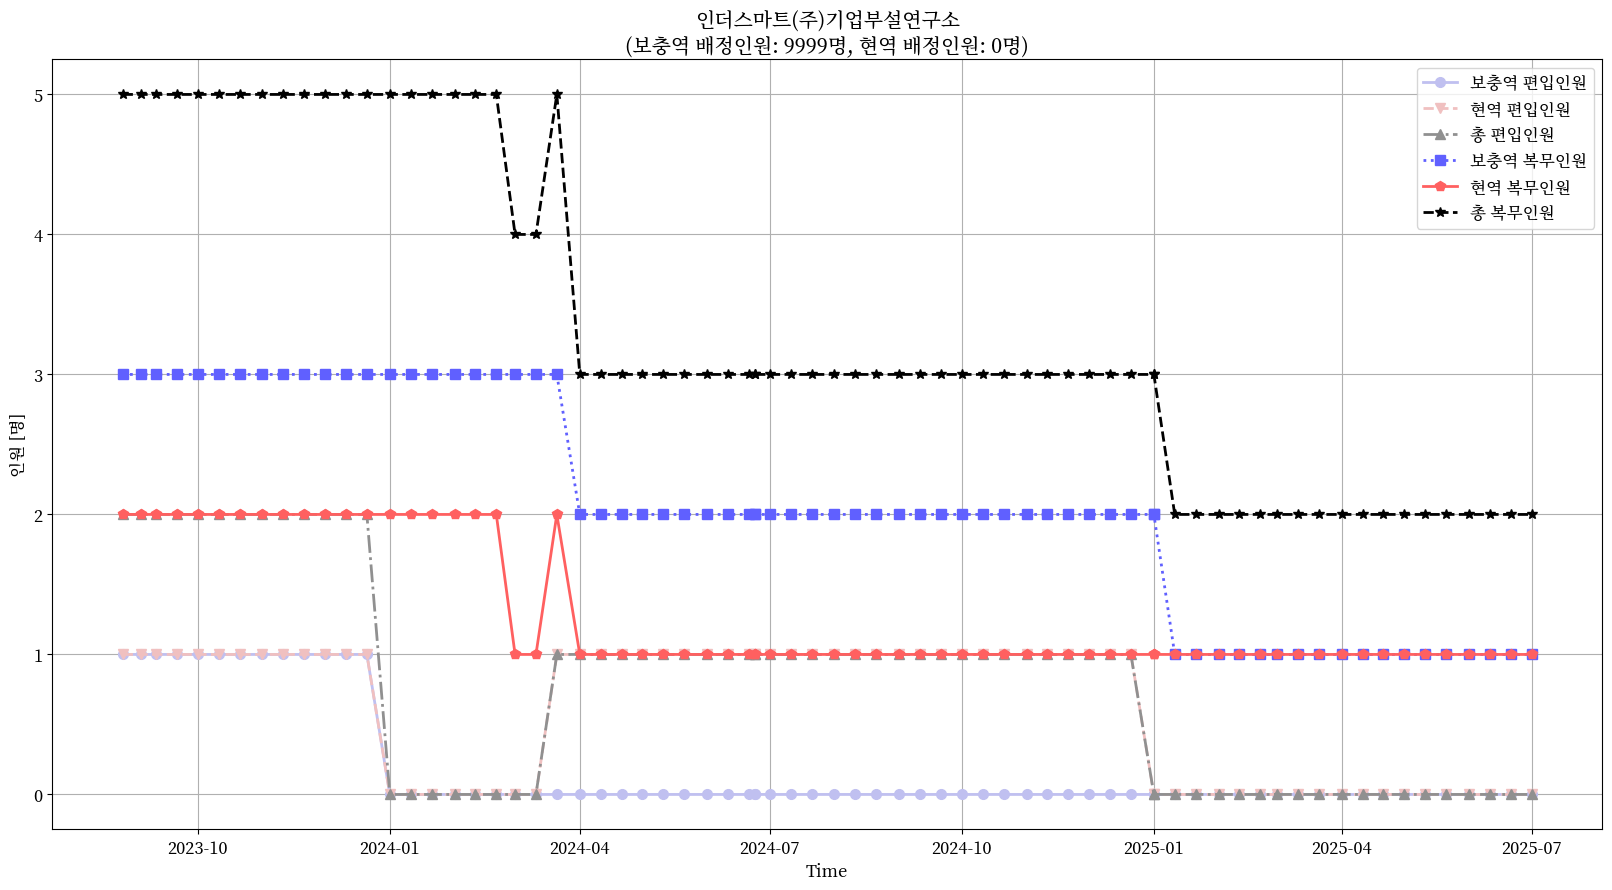 인더스마트(주)기업부설연구소
(보충역 배정인원: 9999명, 현역 배정인원: 0명)
보충역 편입인원
현역 편입인원
총 편입인원
보충역 복무인원
현역 복무인원
총 복무인원
인원 [명]
5
4
3
2
1
0
2023-10
2024-01
2024-04
2024-07
2024-10
2025-01
2025-04
2025-07
Time